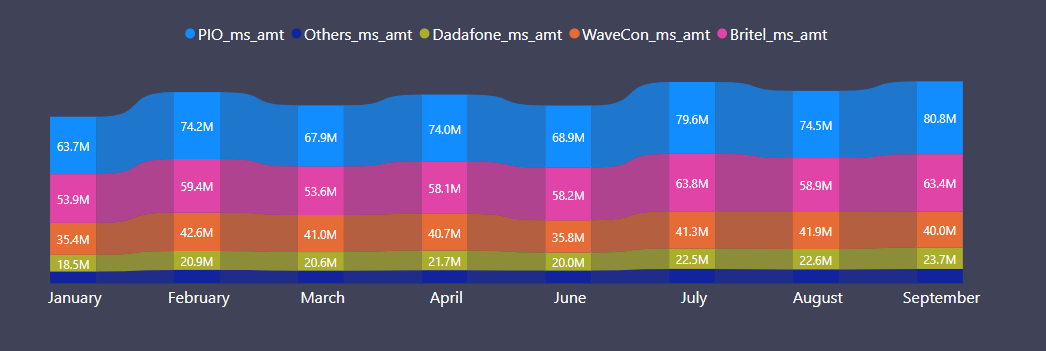 PIO_ms_amt Others_ms_amt Dadafone_ms_amt WaveCon_ms_amt Britel_ms_amt
63.7M 74.2M 67.9M 74.0M 68.9M 79.6M 74.5M 80.8M
53.9M 59.4M 53.6M 58.1M 58.2M 63.8M 58.9M 63.4M
35.4M 42.6M 41.0M 40.7M 35.8M 41.3M 41.9M 40.0M
18.5M 20.9M 20.6M 21.7M 20.0M 22.5M 22.6M 23.7M
January February March April June July August September